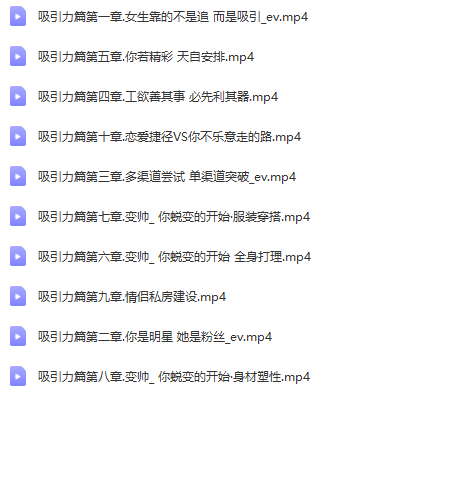 吸引力篇第一章.女生靠的不是追 而是吸引_ev.mp4
吸引力篇第五章.你若精彩 天自安排.mp4
吸引力篇第四章.工欲善其事 必先利其器.mp4
吸引力篇第十章.恋爱捷径VS你不乐意走的路.mp4
吸引力篇第三章.多渠道尝试 单渠道突破_ev.mp4
吸引力篇第七章.变帅_ 你蜕变的开始·服装穿搭.mp4
吸引力篇第六章.变帅_ 你蜕变的开始 全身打理.mp4
吸引力篇第九章.情侣私房建设.mp4
吸引力篇第二章.你是明星 她是粉丝_ev.mp4
吸引力篇第八章.变帅_ 你蜕变的开始·身材塑性.mp4